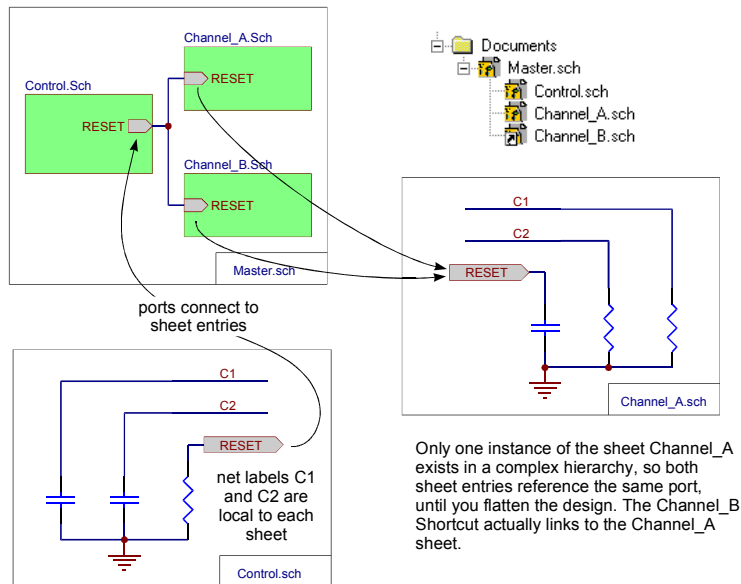 Channel_A.Sch
RESET
Control.Sch
RESET
Channel_B.Sch
RESET
Master.sch
Documents
Master.sch
Control.sch
Channel_A.sch
Channel_B.sch
ports connect to
sheet entries
C1
C2
RESET
Channel_A.sch
C1
C2
RESET
net labels C1
and C2 are
local to each
sheet
Control.sch
Only one instance of the sheet Channel_A
exists in a complex hierarchy, so both
sheet entries reference the same port,
until you flatten the design. The Channel_B
Shortcut actually links to the Channel_A
sheet.